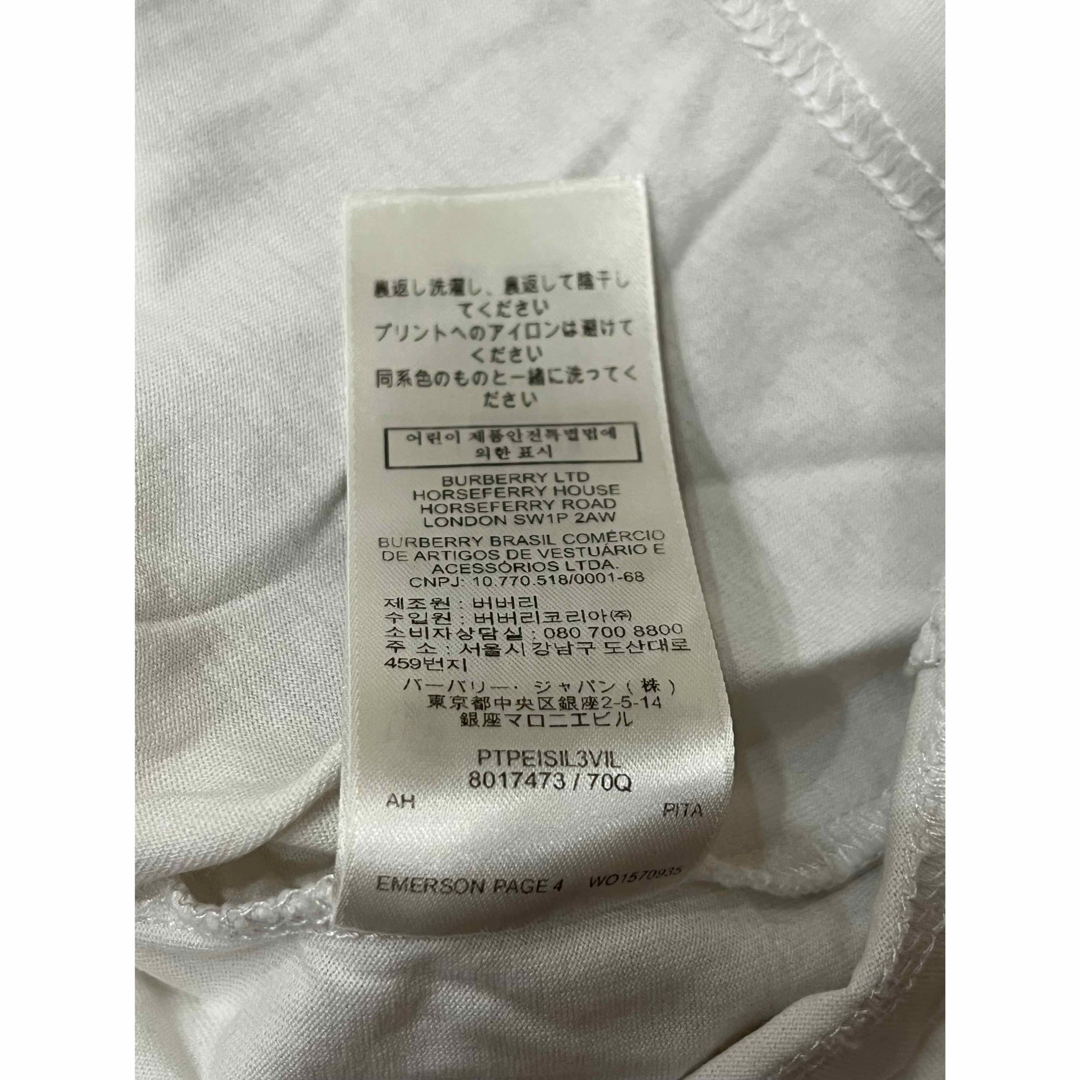 裏返し洗濯し、裏返して陰干し
てください
プリントへのアイロンは避けて
ください
同系色のものと一緒に洗ってく
ださい
어린이 제품안전특별법에
의한 표시
BURBERRY LTD
HORSEFERRY HOUSE
HORSEFERRY ROAD
LONDON SW1P 2AW
BURBERRY BRASIL COMÉRCIO
DE ARTIGOS DE VESTUÁRIO E
ACESSÓRIOS LTDA.
CNPJ: 10.770.518/0001-68
제조원 : 버버리
수입원 : 버버리코리아㈜
소비자상담실 : 080 700 8800
주 소 : 서울시 강남구 도산대로
459번지
バーバリー・ジャパン(株)
東京都中央区銀座2-5-14
銀座マロニエビル
PTPEISIL3VIL
8017473 / 70Q
AH
PITA
EMERSON PAGE 4 WO1570935